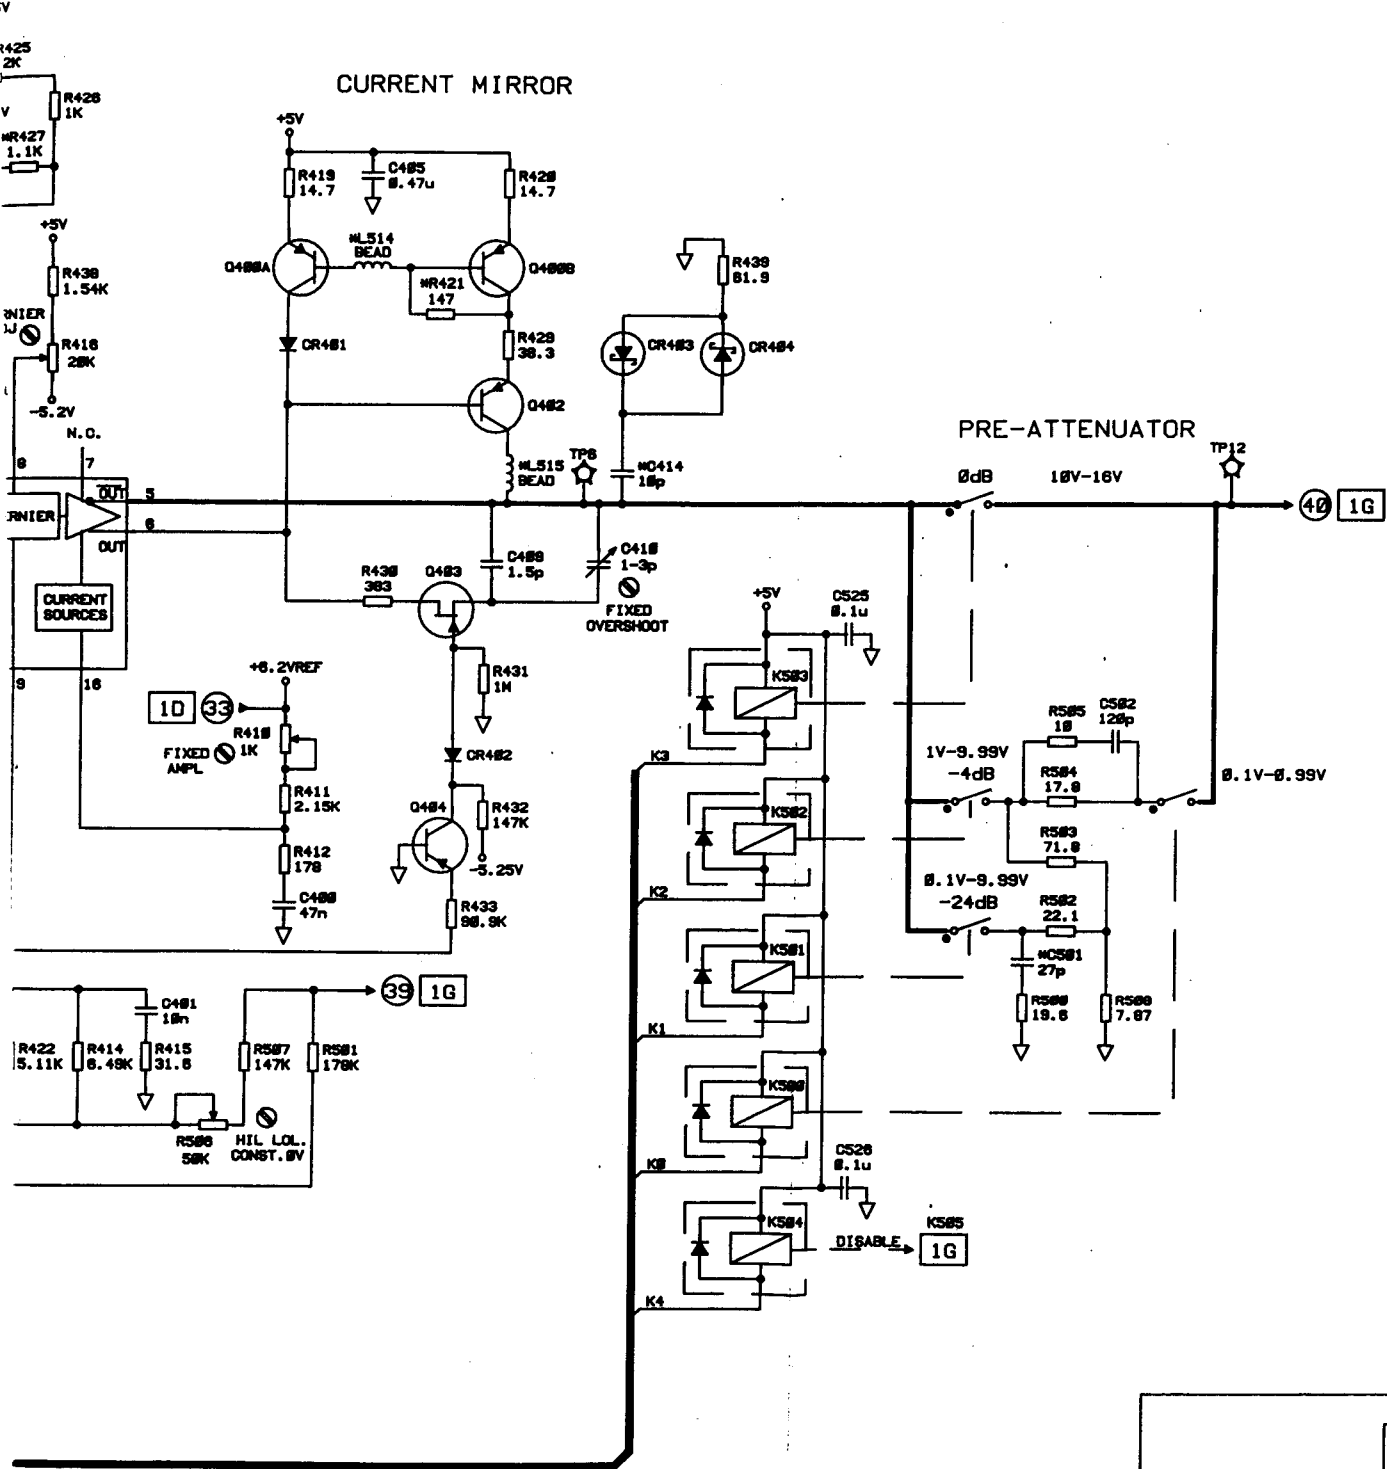 R425
2K
R426
1K
V
*R427
1.1K
CURRENT MIRROR
+5V
R419
14.7
C405
0.47u
R420
14.7
+5V
R438
1.54K
Q400A
*L514
BEAD
Q400B
*R421
147
R439
81.9
R416
20K
CR401
R429
38.3
CR403
CR404
-5.2V
Q402
N.C.
PRE-ATTENUATOR
8
7
*L515
BEAD
TP6
*C414
10p
0dB
10V-16V
TP12
OUT
5
40
1G
RNIER
6
OUT
CURRENT
SOURCES
R430
383
Q403
C409
1.5p
C410
1-3p
FIXED
OVERSHOOT
+5V
C525
0.1u
9
16
+6.2VREF
R431
1M
K503
1D
33
R410
1K
FIXED
AMPL
CR402
K3
R505
10
C502
120p
1V-9.99V
-4dB
R504
17.8
0.1V-0.99V
R411
2.15K
Q404
R432
147K
K502
R503
71.8
R412
178
-5.25V
K2
0.1V-9.99V
-24dB
R502
22.1
C400
47n
R433
90.9K
K501
*C501
27p
39
1G
C401
10n
K1
R500
19.6
R508
7.87
R422
5.11K
R414
6.49K
R415
31.6
R507
147K
R501
178K
K500
R506
50K
HIL LOL.
CONST.0V
K0
C526
0.1u
K504
DISABLE
K505
1G
K4